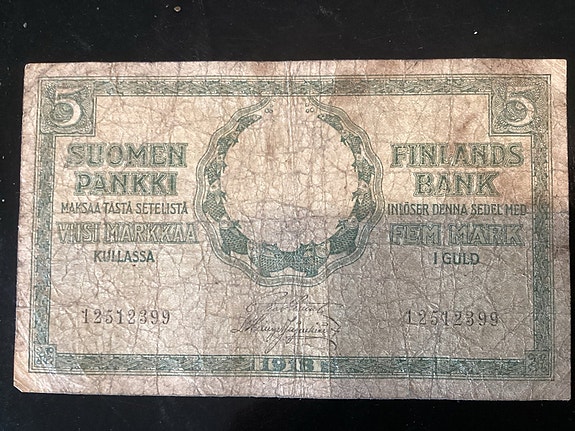 5 5
SUOMEN
PANKKI
MAKSAA TÄSTÄ SETELISTÄ
VIISI MARKKAA
KULLASSA
FINLANDS
BANK
INLÖSER DENNA SEDEL MED
FEM MARK
I GULD
12512399
12512399
1918